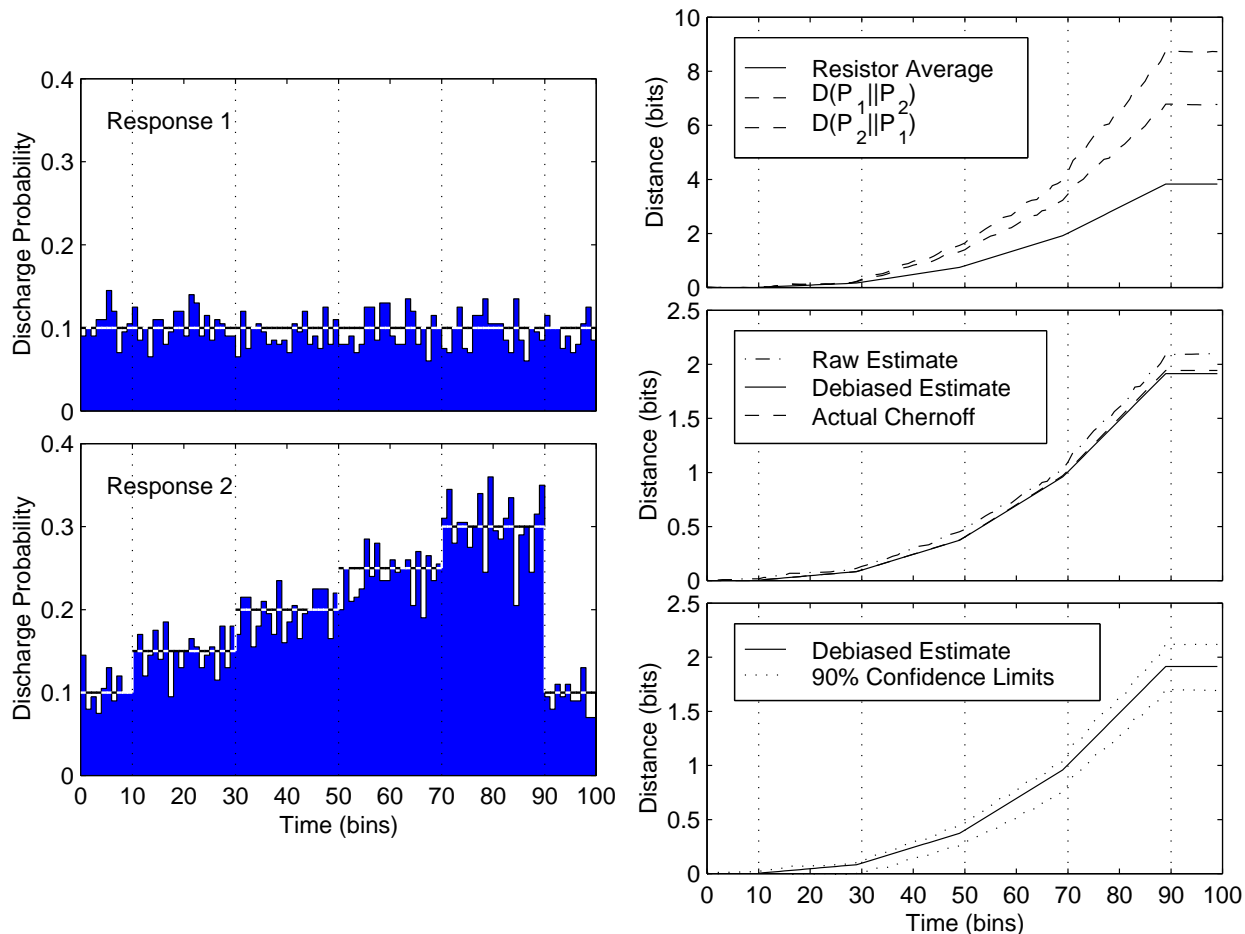 0.4
0.3
0.2
0.1
0
Discharge Probability
Response 1
0.4
0.3
0.2
0.1
0
Discharge Probability
Response 2
0 10 20 30 40 50 60 70 80 90 100
Time (bins)
10
8
6
4
2
0
Distance (bits)
Resistor Average
D(P_1||P_2)
D(P_2||P_1)
2.5
2
1.5
1
0.5
0
Distance (bits)
Raw Estimate
Debiased Estimate
Actual Chernoff
2.5
2
1.5
1
0.5
0
Distance (bits)
Debiased Estimate
90% Confidence Limits
0 10 20 30 40 50 60 70 80 90 100
Time (bins)